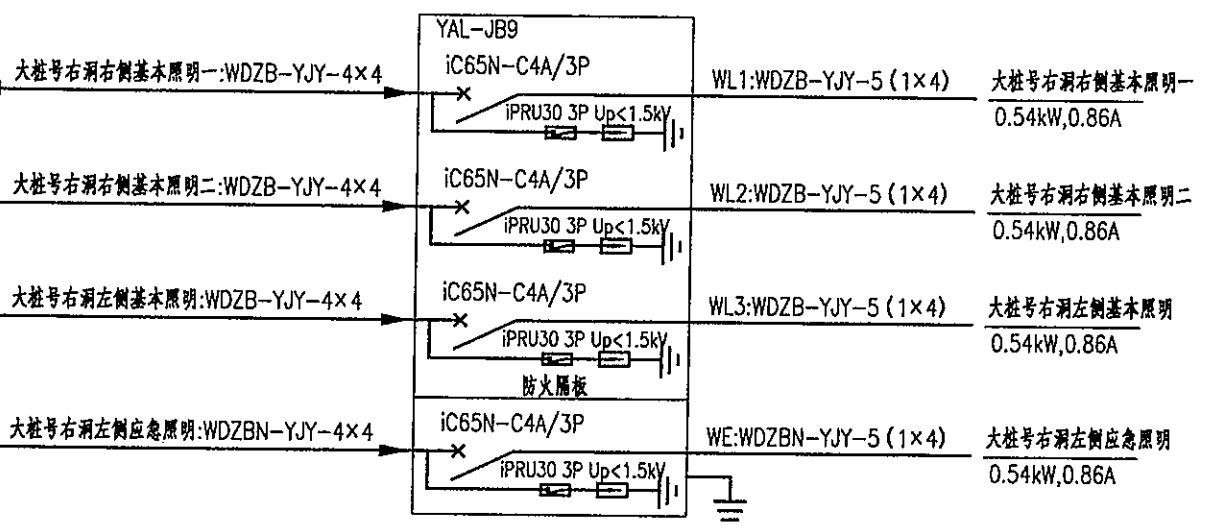 YAL-JB9
大桩号右洞右侧基本照明一:WDZB-YJY-4×4
iC65N-C4A/3P
iPRU30 3P Up<1.5kV
WL1:WDZB-YJY-5(1×4)
大桩号右洞右侧基本照明一
0.54kW,0.86A
大桩号右洞右侧基本照明二:WDZB-YJY-4×4
iC65N-C4A/3P
iPRU30 3P Up<1.5kV
WL2:WDZB-YJY-5(1×4)
大桩号右洞右侧基本照明二
0.54kW,0.86A
大桩号右洞左侧基本照明:WDZB-YJY-4×4
iC65N-C4A/3P
iPRU30 3P Up<1.5kV
WL3:WDZB-YJY-5(1×4)
大桩号右洞左侧基本照明
0.54kW,0.86A
防火隔板
大桩号右洞左侧应急照明:WDZBN-YJY-4×4
iC65N-C4A/3P
iPRU30 3P Up<1.5kV
WE:WDZBN-YJY-5(1×4)
大桩号右洞左侧应急照明
0.54kW,0.86A